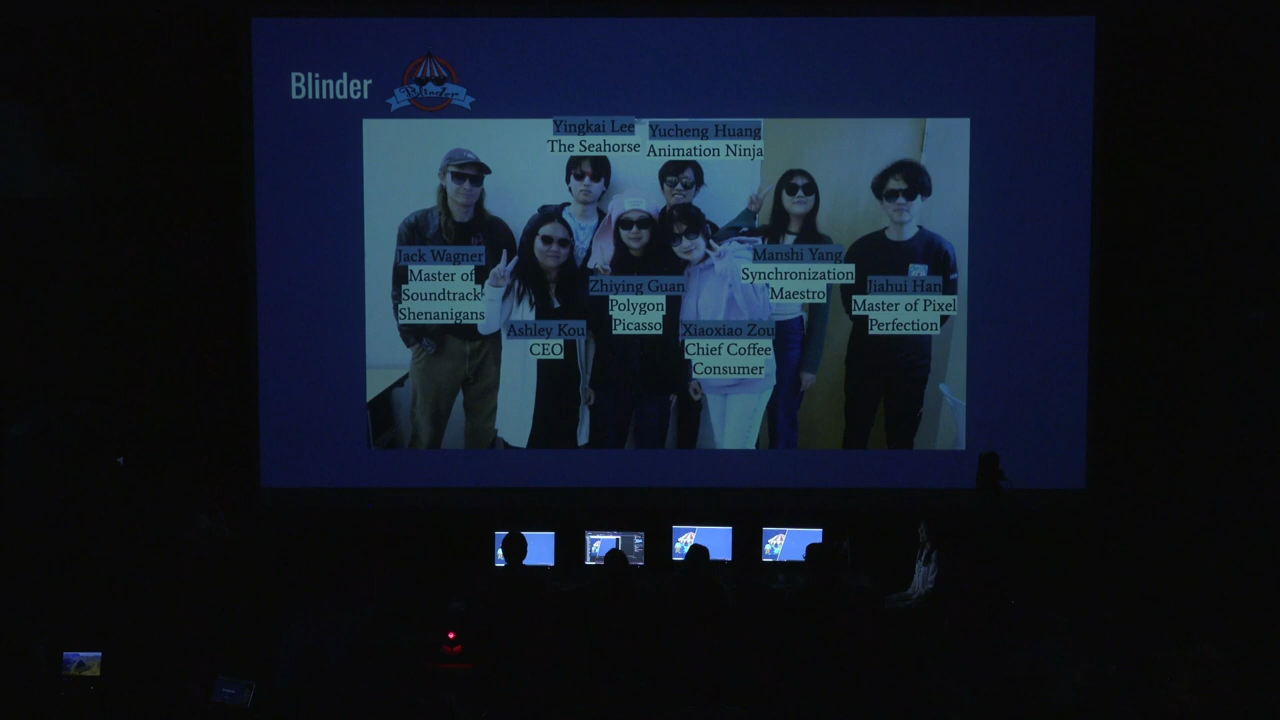 Blinder
Blinder
Yingkai Lee
The Seahorse
Yucheng Huang
Animation Ninja
Jack Wagner
Master of
Soundtrack
Shenanigans
Ashley Kou
CEO
Zhiying Guan
Polygon
Picasso
Xiaoxiao Zou
Chief Coffee
Consumer
Manshi Yang
Synchronization
Maestro
Jiahui Han
Master of Pixel
Perfection